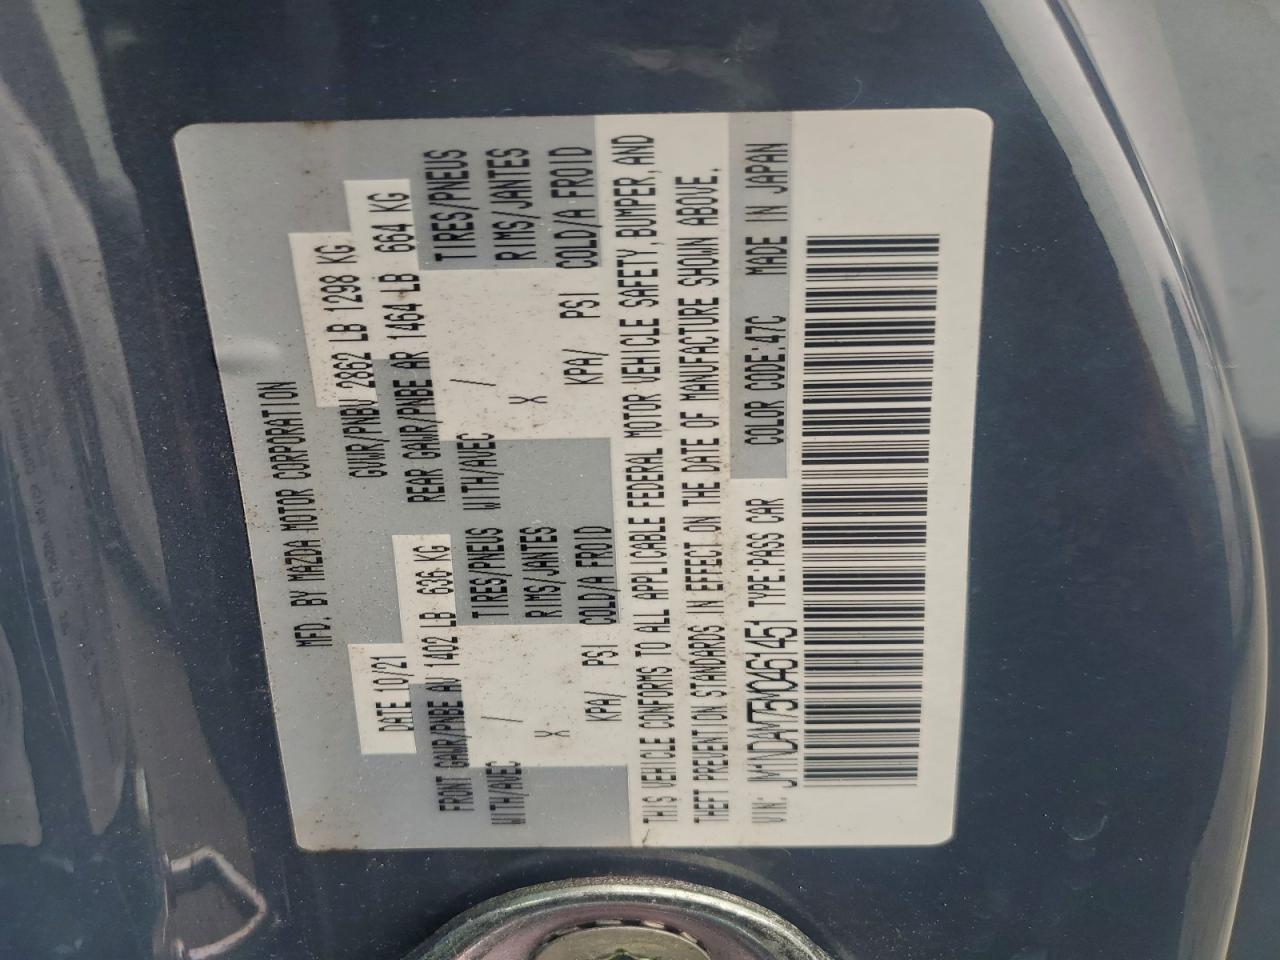 MFD. BY MAZDA MOTOR CORPORATION
DATE 10/21 GVWR/PNBV 2862 LB 1298 KG
FRONT GAWR/PNBE AV 1402 LB 636 KG REAR GAWR/PNBE AR 1464 LB 664 KG
WITH/AVEC / TIRES/PNEUS WITH/AVEC / TIRES/PNEUS
X RIMS/JANTES X RIMS/JANTES
KPA/ PSI COLD/A FROID KPA/ PSI COLD/A FROID
THIS VEHICLE CONFORMS TO ALL APPLICABLE FEDERAL MOTOR VEHICLE SAFETY, BUMPER, AND
THEFT PREVENTION STANDARDS IN EFFECT ON THE DATE OF MANUFACTURE SHOWN ABOVE.
VIN: JM1NDAM75M0461451 TYPE:PASS CAR COLOR CODE:47C MADE IN JAPAN